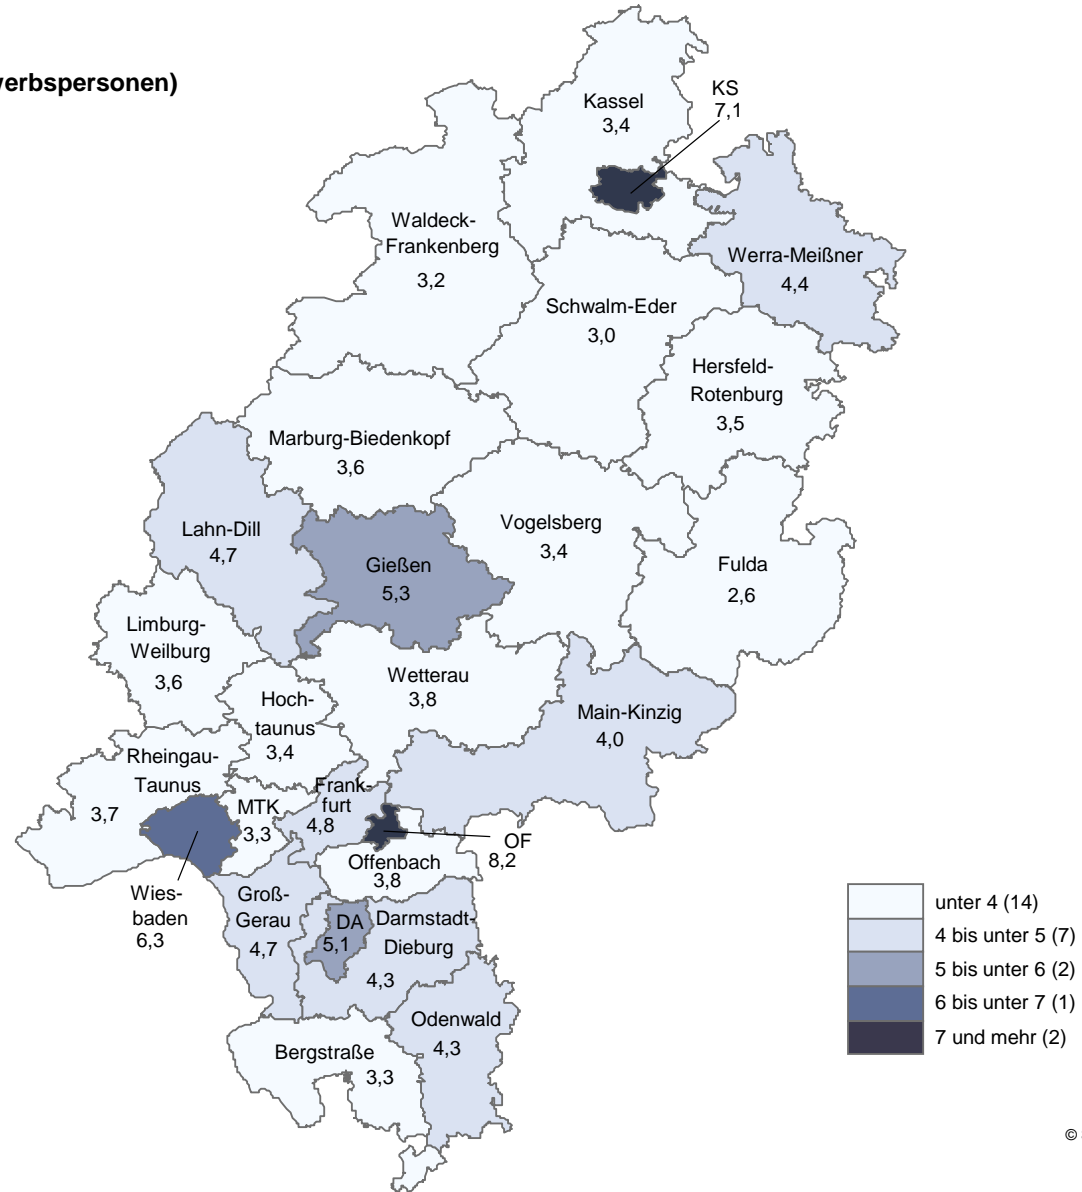 verbspersonen)
Kassel
3,4
KS
7,1
Waldeck-
Frankenberg
3,2
Werra-Meißner
4,4
Schwalm-Eder
3,0
Hersfeld-
Rotenburg
3,5
Marburg-Biedenkopf
3,6
Lahn-Dill
4,7
Gießen
5,3
Vogelsberg
3,4
Fulda
2,6
Limburg-
Weilburg
3,6
Wetterau
3,8
Hoch-
taunus
3,4
Main-Kinzig
4,0
Rheingau-
Taunus
3,7
MTK
3,3
Frank-
furt
4,8
OF
8,2
Offenbach
3,8
Wies-
baden
6,3
Groß-
Gerau
4,7
DA
5,1
Darmstadt-
Dieburg
4,3
Odenwald
4,3
Bergstraße
3,3
unter 4 (14)
4 bis unter 5 (7)
5 bis unter 6 (2)
6 bis unter 7 (1)
7 und mehr (2)
©